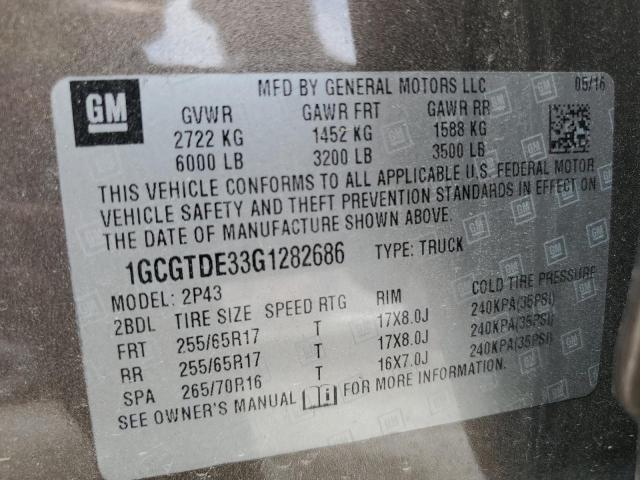 GM
MFD BY GENERAL MOTORS LLC 05/16
GVWR GAWR FRT GAWR RR
2722 KG 1452 KG 1588 KG
6000 LB 3200 LB 3500 LB
THIS VEHICLE CONFORMS TO ALL APPLICABLE U.S. FEDERAL MOTOR
VEHICLE SAFETY AND THEFT PREVENTION STANDARDS IN EFFECT ON
THE DATE OF MANUFACTURE SHOWN ABOVE.
1GCGTDE33G1282686 TYPE: TRUCK
MODEL: 2P43
2BDL TIRE SIZE SPEED RTG RIM COLD TIRE PRESSURE
FRT 255/65R17 T 17X8.0J 240KPA(35PSI)
RR 255/65R17 T 17X8.0J 240KPA(35PSI)
SPA 265/70R16 T 16X7.0J 240KPA(35PSI)
SEE OWNER'S MANUAL FOR MORE INFORMATION.